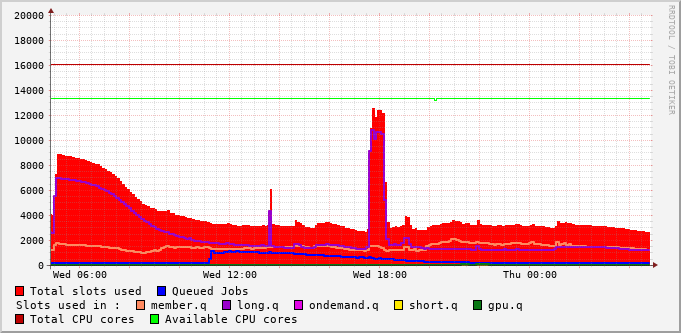 RRDTOOL / TOBI OETIKER
20000
18000
16000
14000
12000
10000
8000
6000
4000
2000
0
Wed 06:00 Wed 12:00 Wed 18:00 Thu 00:00
Total slots used Queued Jobs
Slots used in : member.q long.q ondemand.q short.q gpu.q
Total CPU cores Available CPU cores